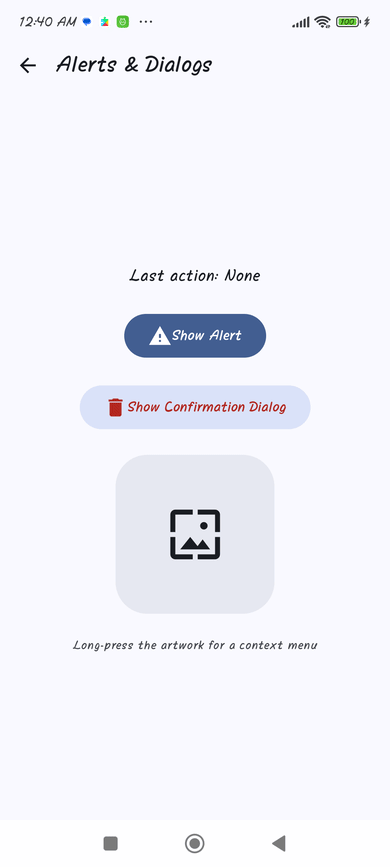 12:40 AM
100
Alerts & Dialogs
Last action: None
Show Alert
Show Confirmation Dialog
Long-press the artwork for a context menu